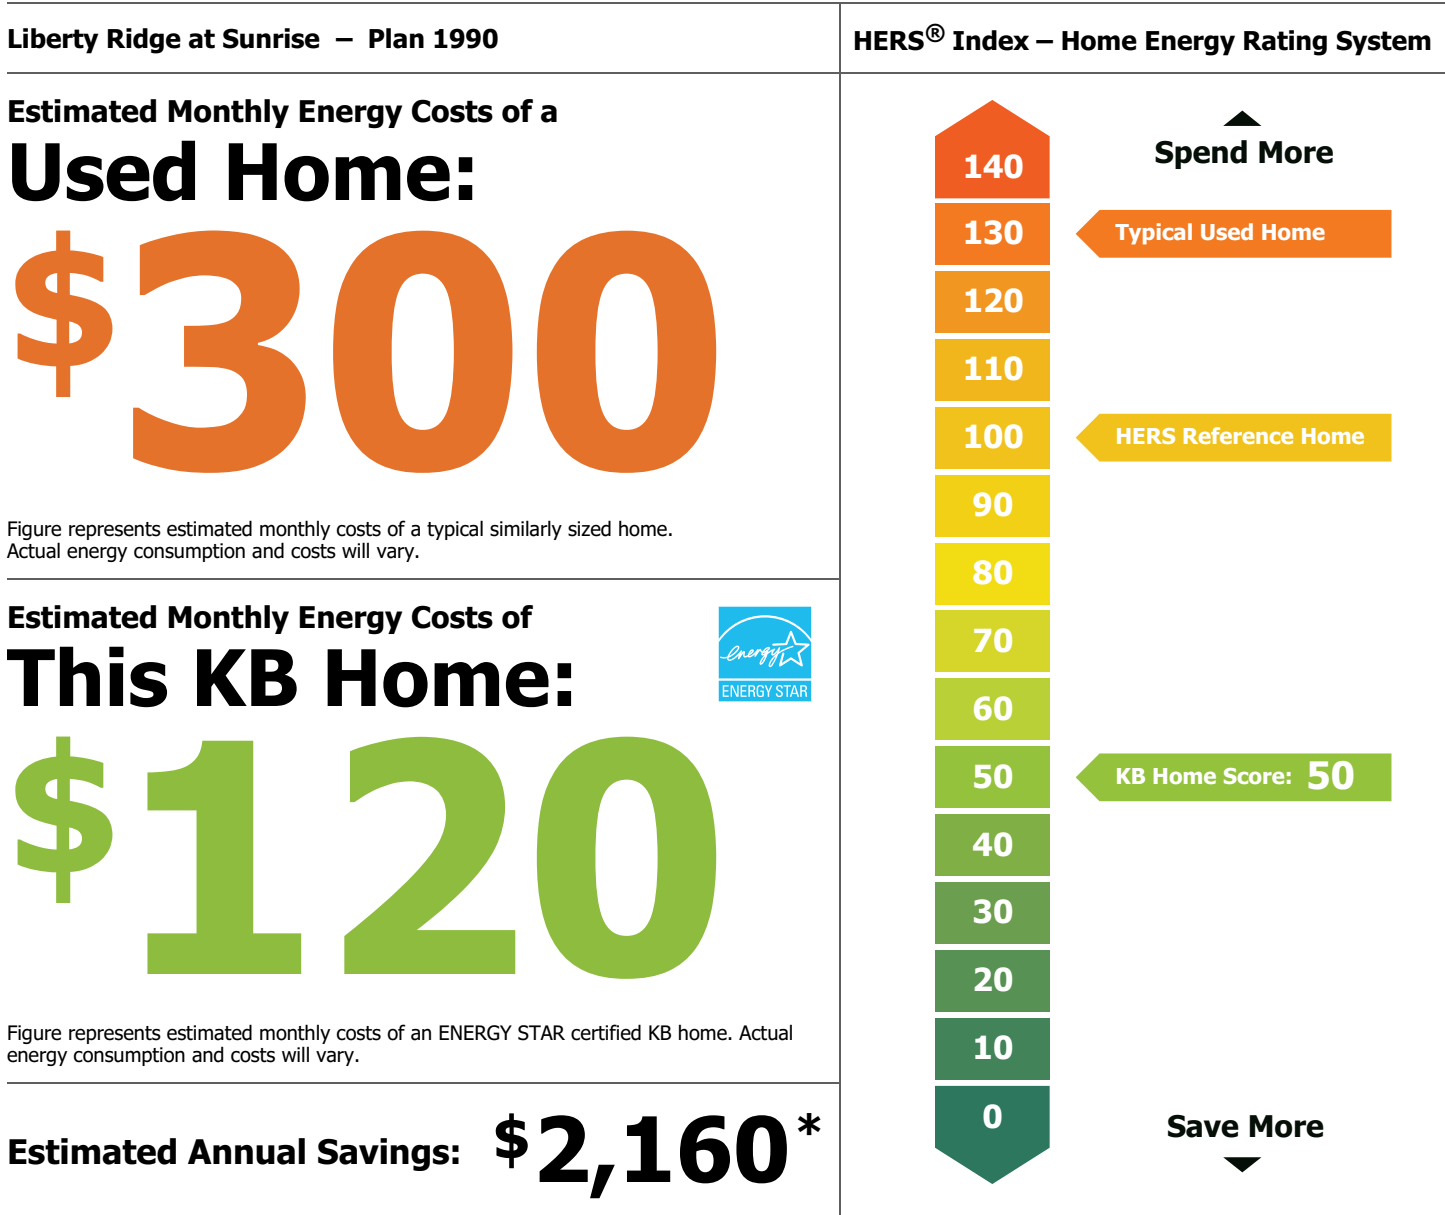 Liberty Ridge at Sunrise – Plan 1990
Estimated Monthly Energy Costs of a
Used Home:
$300
Figure represents estimated monthly costs of a typical similarly sized home.
Actual energy consumption and costs will vary.
Estimated Monthly Energy Costs of
This KB Home:
energy
ENERGY STAR
$120
Figure represents estimated monthly costs of an ENERGY STAR certified KB home. Actual
energy consumption and costs will vary.
Estimated Annual Savings: $2,160*
HERS® Index – Home Energy Rating System
Spend More
140
130 Typical Used Home
120
110
100 HERS Reference Home
90
80
70
60
50 KB Home Score: 50
40
30
20
10
0
Save More